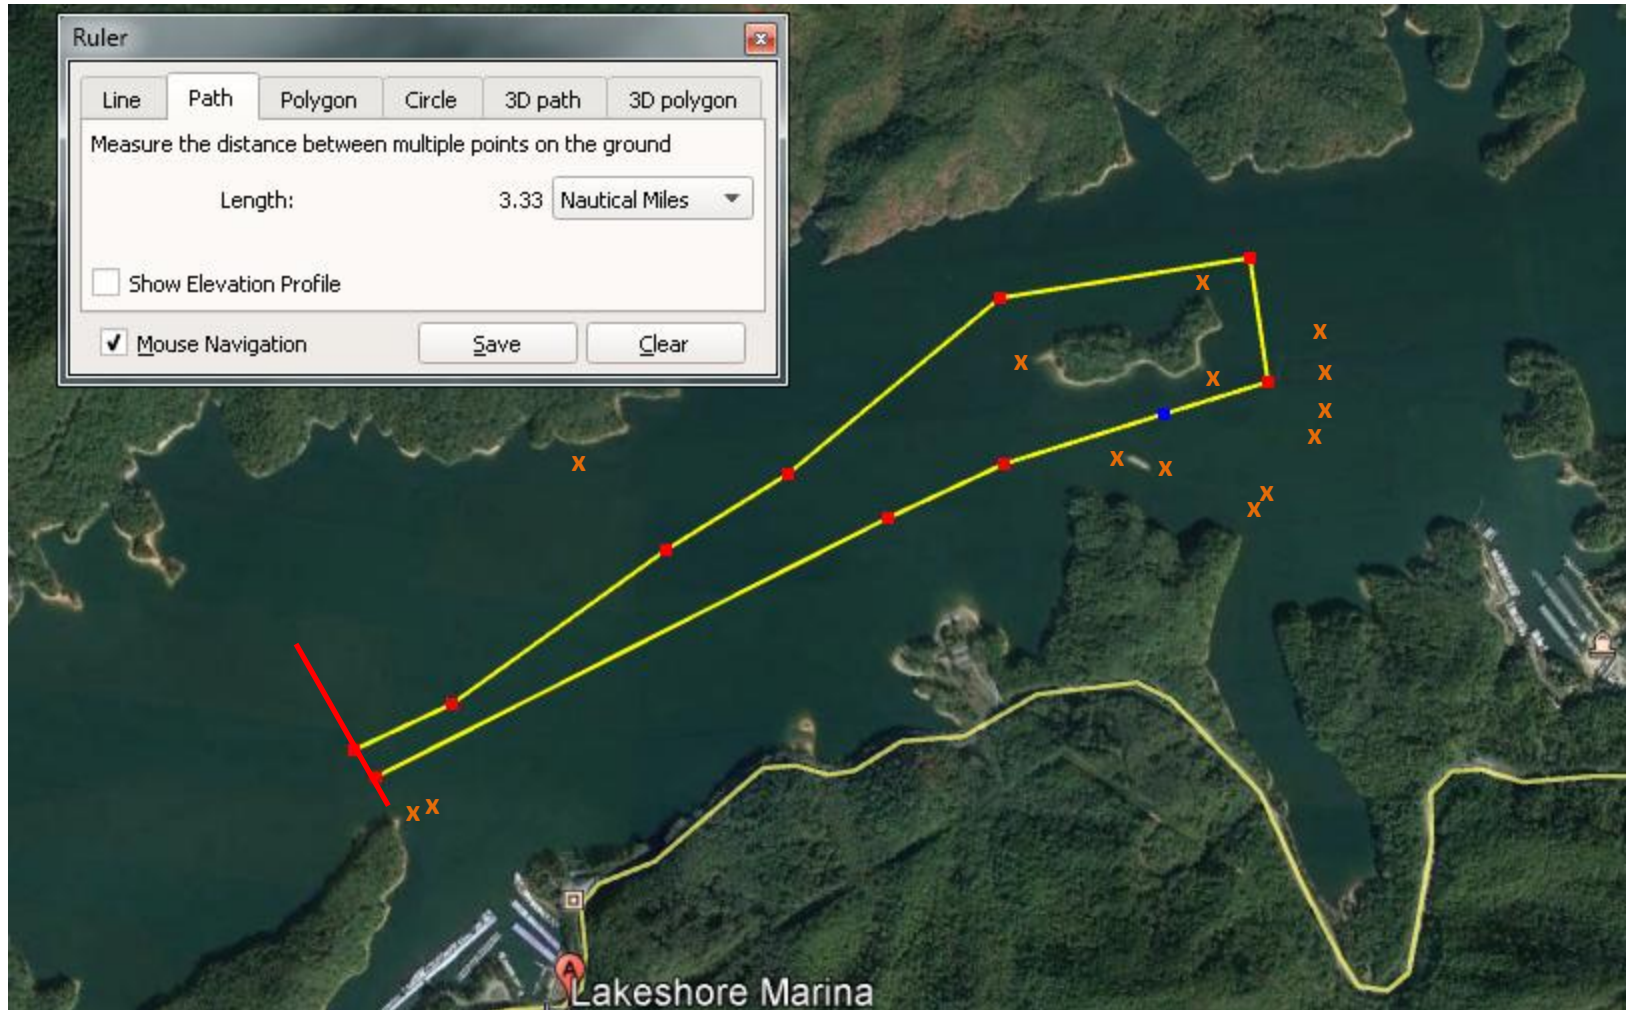 Ruler
x
Line Path Polygon Circle 3D path 3D polygon
Measure the distance between multiple points on the ground
Length: 3.33 Nautical Miles
Show Elevation Profile
Mouse Navigation Save Clear
x
x
x
x
x
x
x
x
x
x
x
x
x
x x
A
Lakeshore Marina